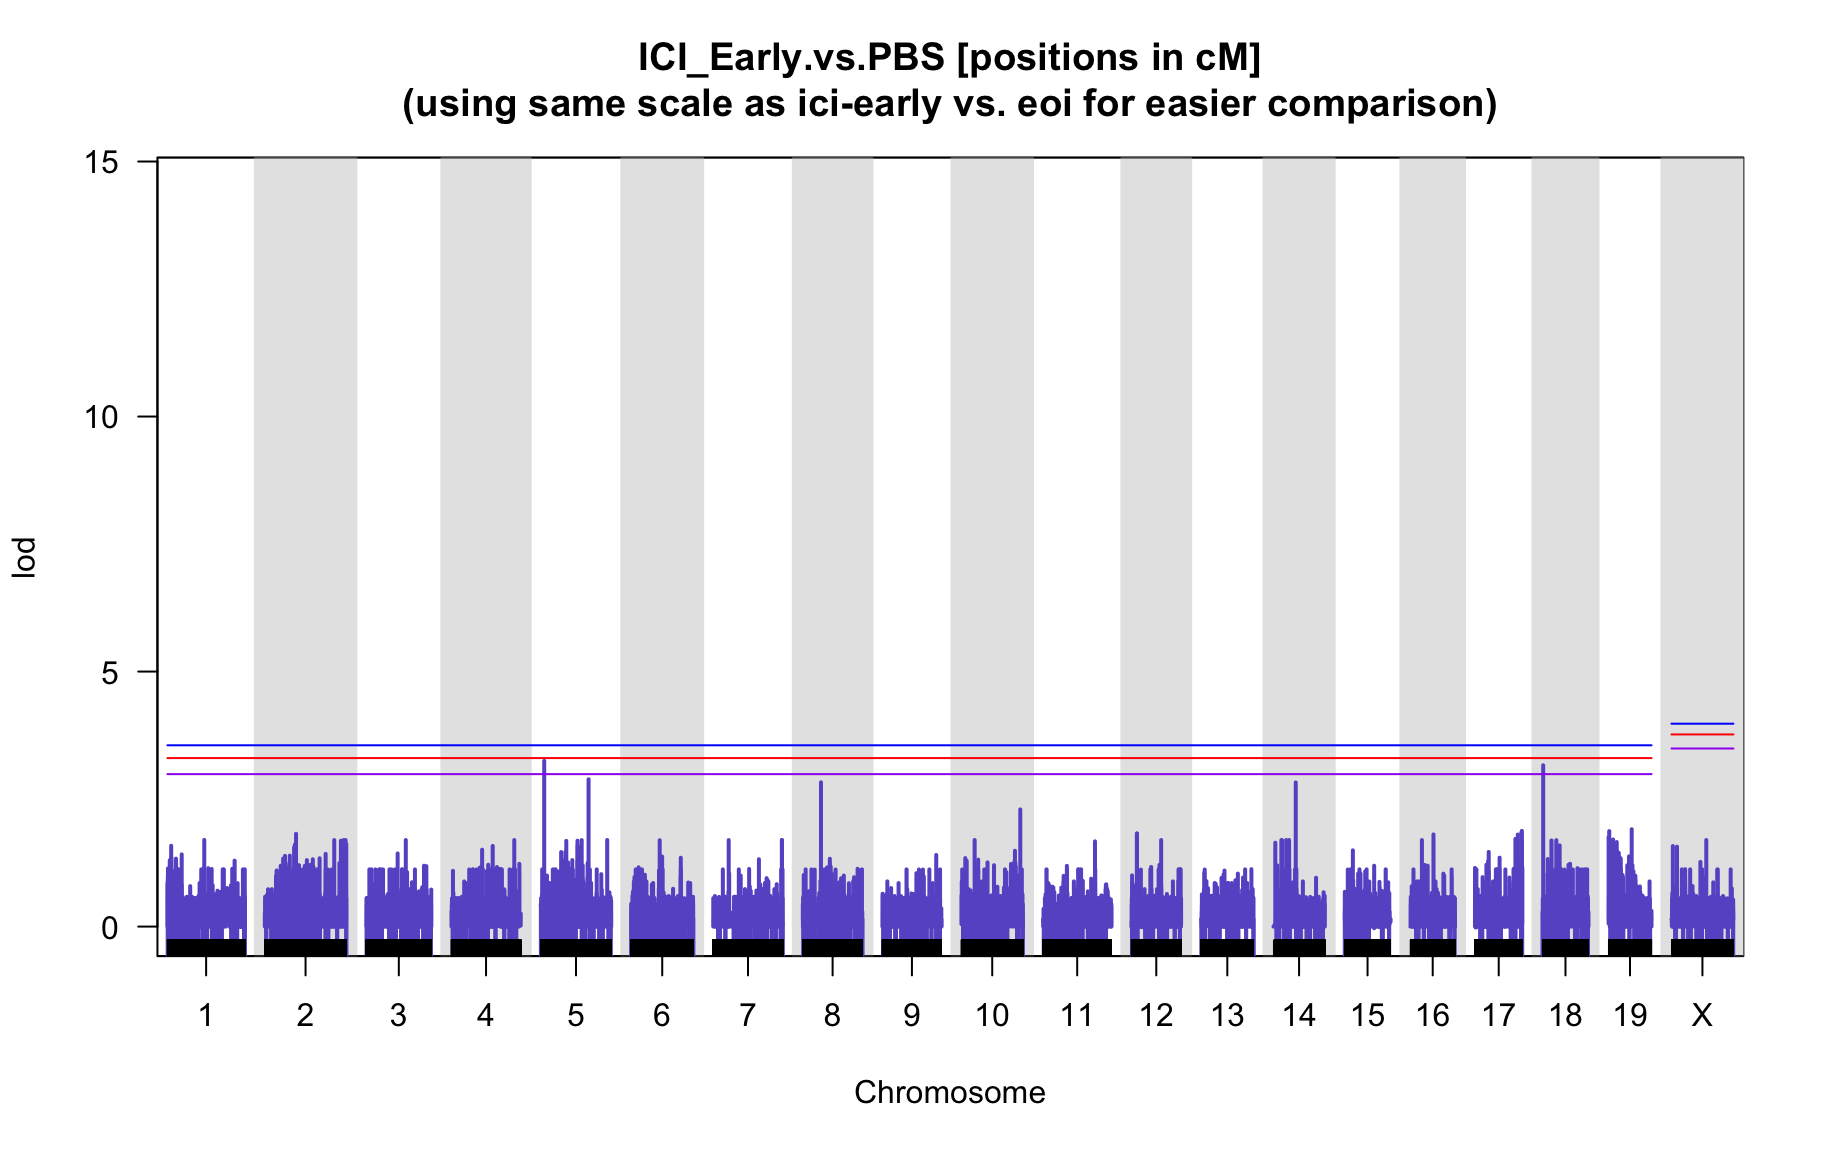 ICI_Early.vs.PBS [positions in cM]
(using same scale as ici-early vs. eoi for easier comparison)
15
10
5
0
lod
1 2 3 4 5 6 7 8 9 10 11 12 13 14 15 16 17 18 19 X
Chromosome